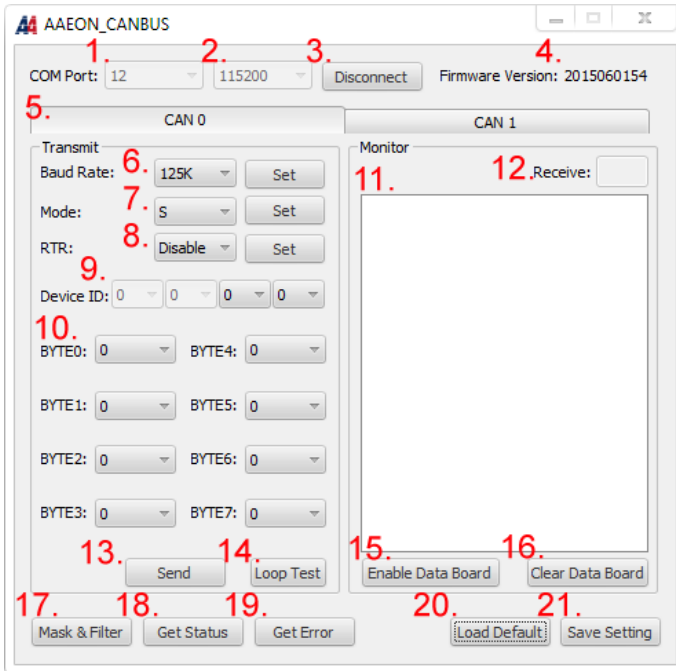 AAEON_CANBUS
1. 2. 3. 4.
COM Port: 12 115200 Disconnect Firmware Version: 2015060154
5. CAN 0 CAN 1
Transmit Monitor
Baud Rate: 6. 125K Set 11. 12. Receive:
Mode: 7. S Set
RTR: 8. Disable Set
9.
Device ID: 0 0 0 0
10.
BYTE0: 0 BYTE4: 0
BYTE1: 0 BYTE5: 0
BYTE2: 0 BYTE6: 0
BYTE3: 0 BYTE7: 0
13. 14. 15. 16.
Send Loop Test Enable Data Board Clear Data Board
17. 18. 19. 20. 21.
Mask & Filter Get Status Get Error Load Default Save Setting